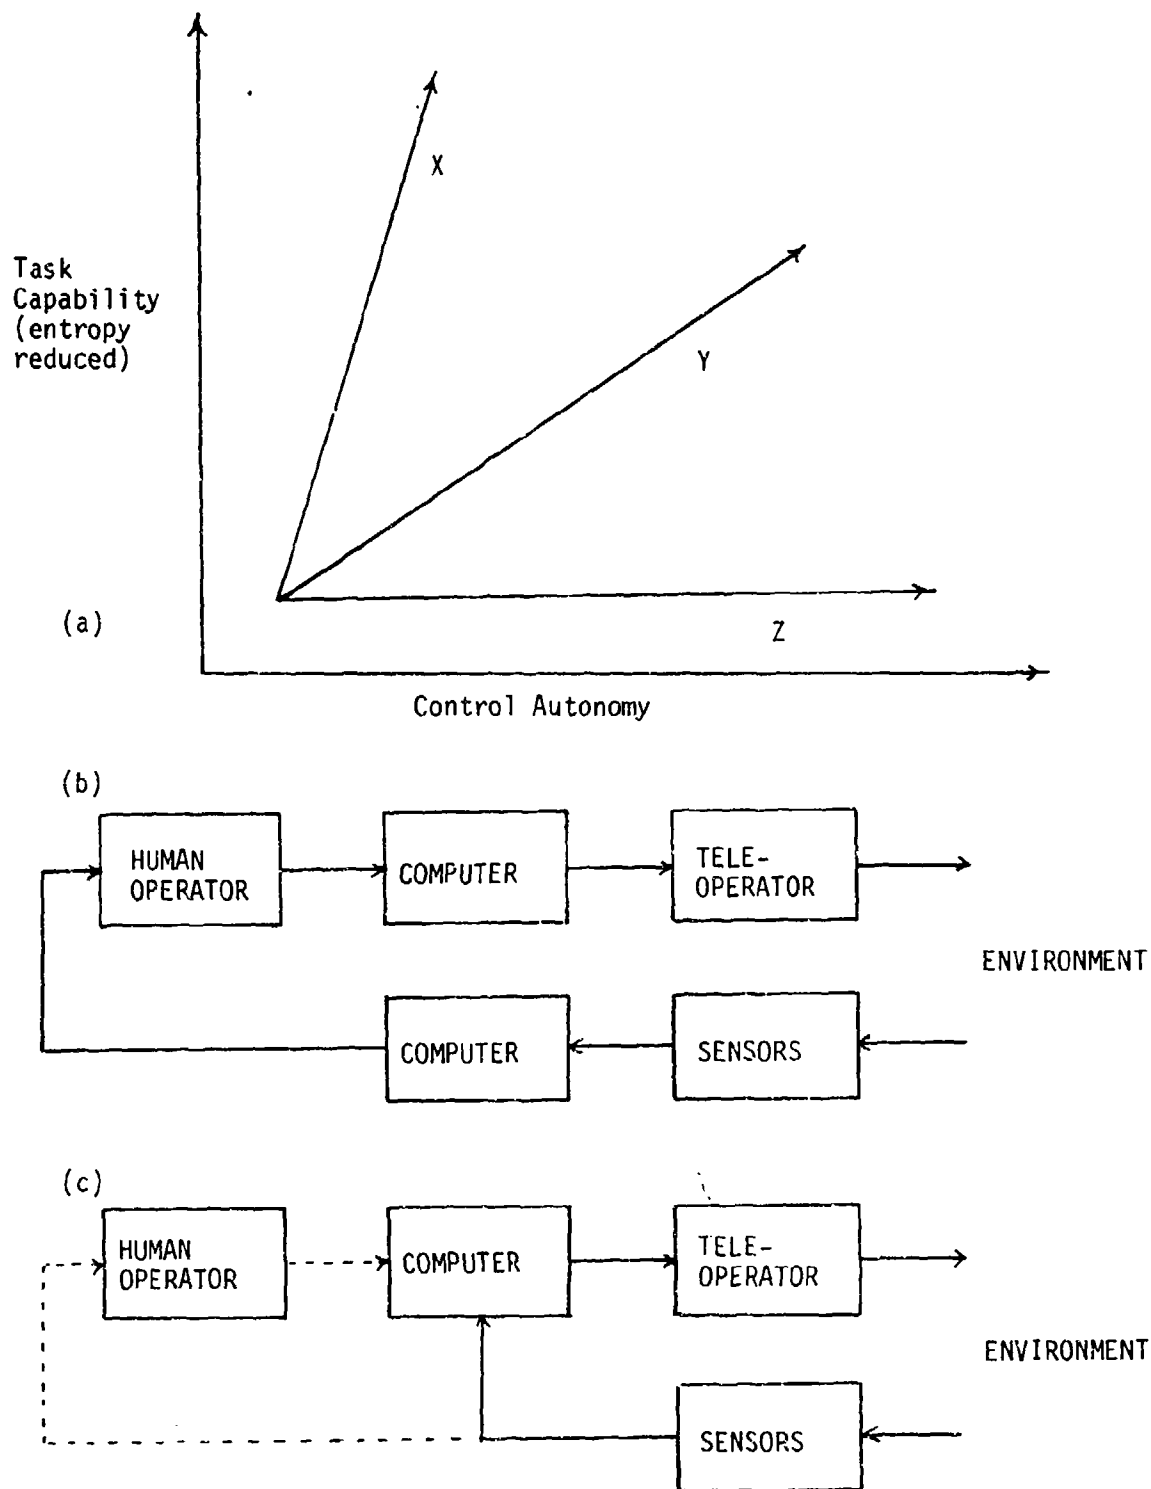 X
Task
Capability
(entropy
reduced)
Y
(a)
Z
Control Autonomy
(b)
HUMAN
OPERATOR
COMPUTER
TELE-
OPERATOR
ENVIRONMENT
COMPUTER
SENSORS
(c)
HUMAN
OPERATOR
COMPUTER
TELE-
OPERATOR
ENVIRONMENT
SENSORS